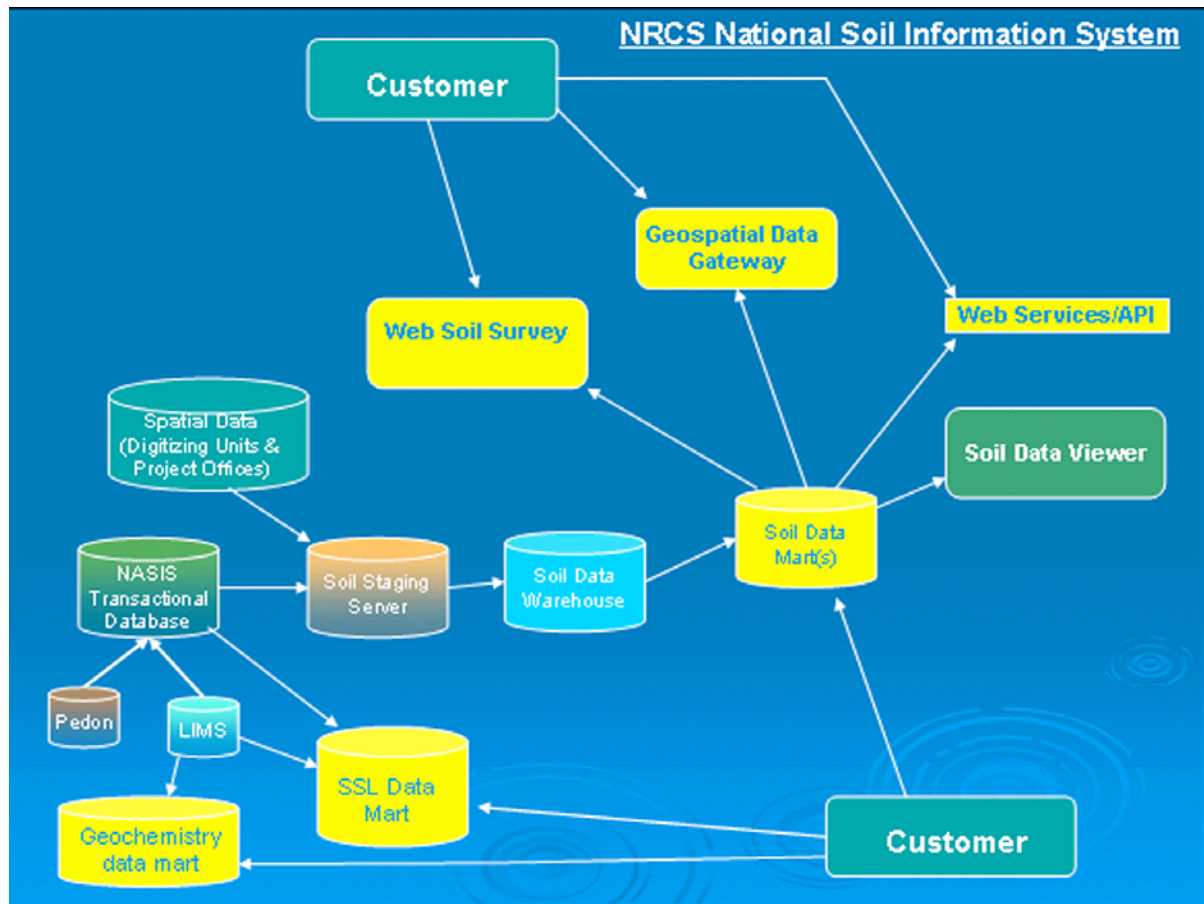 NRCS National Soil Information System
Customer
Geospatial Data
Gateway
Web Services/API
Web Soil Survey
Spatial Data
(Digitizing Units &
Project Offices)
Soil Data Viewer
NASIS
Transactional
Database
Soil Staging
Server
Soil Data
Warehouse
Soil Data
Mart(s)
Pedon
LIMS
SSL Data
Mart
Geochemistry
data mart
Customer